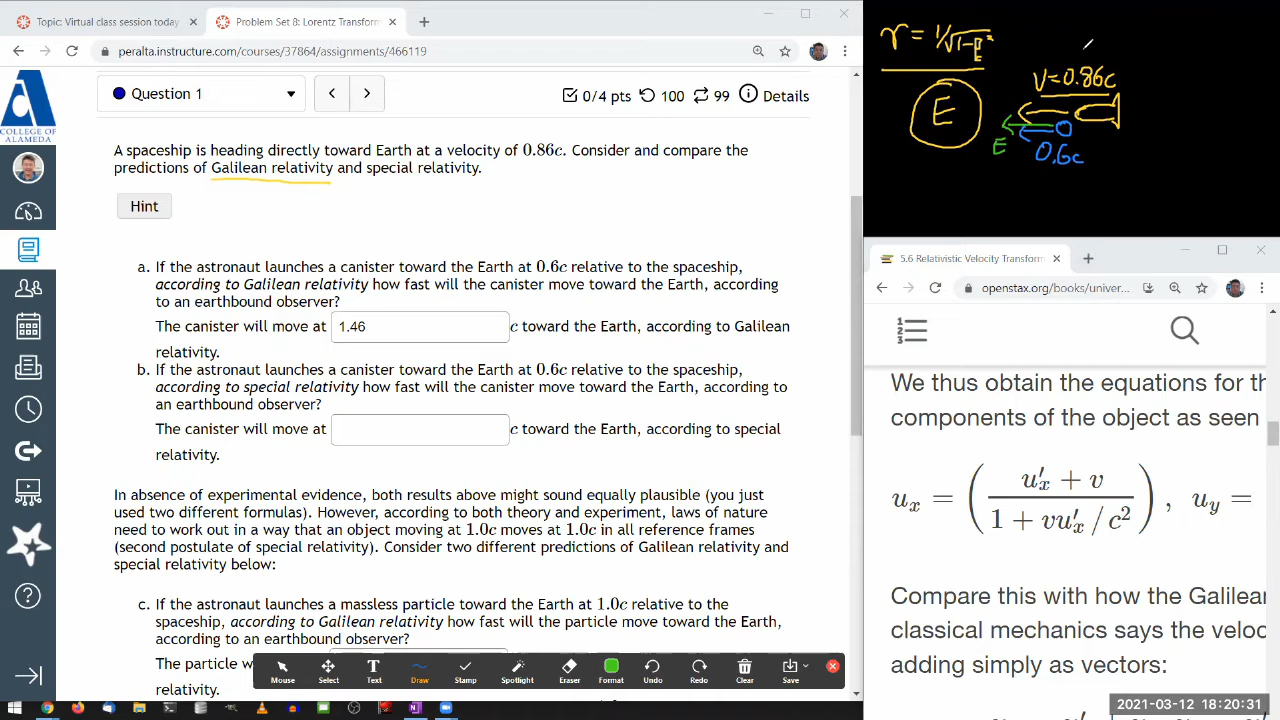 Topic: Virtual class session today
Problem Set 8: Lorentz Transform
peralta.instructure.com/courses/37864/assignments/466119
COLLEGE OF
ALAMEDA
Question 1
0/4 pts 100 99 Details
A spaceship is heading directly toward Earth at a velocity of 0.86c. Consider and compare the
predictions of Galilean relativity and special relativity.
Hint
a. If the astronaut launches a canister toward the Earth at 0.6c relative to the spaceship,
according to Galilean relativity how fast will the canister move toward the Earth, according
to an earthbound observer?
The canister will move at 1.46 c toward the Earth, according to Galilean
relativity.
b. If the astronaut launches a canister toward the Earth at 0.6c relative to the spaceship,
according to special relativity how fast will the canister move toward the Earth, according to
an earthbound observer?
The canister will move at c toward the Earth, according to special
relativity.
In absence of experimental evidence, both results above might sound equally plausible (you just
used two different formulas). However, according to both theory and experiment, laws of nature
need to work out in a way that an object moving at 1.0c moves at 1.0c in all reference frames
(second postulate of special relativity). Consider two different predictions of Galilean relativity and
special relativity below:
c. If the astronaut launches a massless particle toward the Earth at 1.0c relative to the
spaceship, according to Galilean relativity how fast will the particle move toward the Earth,
according to an earthbound observer?
The particle w
relativity.
Mouse Select Text Draw Stamp Spotlight Eraser Format Undo Redo Clear Save
V=0.86c
E
E
0.6c
5.6 Relativistic Velocity Transform
openstax.org/books/univer...
We thus obtain the equations for th
components of the object as seen
u_x = ( (u'_x + v) / (1 + vu'_x / c²) ), u_y =
Compare this with how the Galilear
classical mechanics says the veloc
adding simply as vectors:
2021-03-12 18:20:31